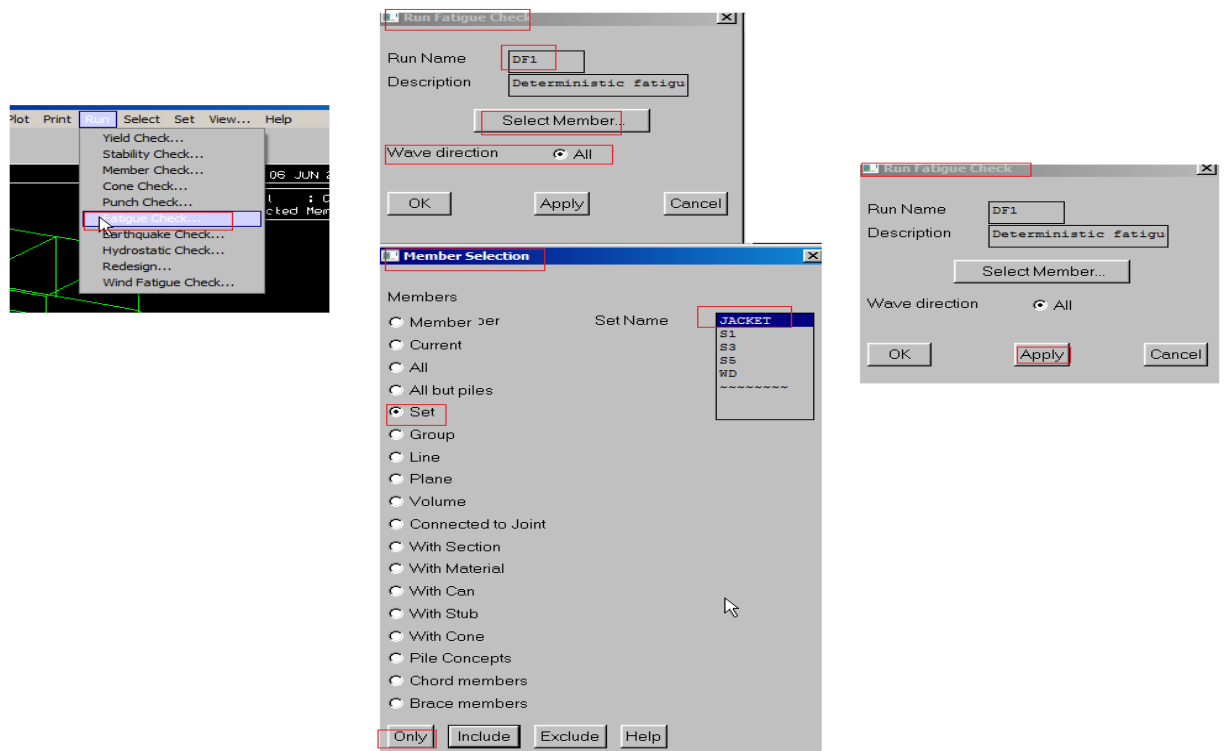 Plot Print Run Select Set View... Help
Yield Check...
Stability Check...
Member Check...
Cone Check...
Punch Check...
Fatigue Check...
Earthquake Check...
Hydrostatic Check...
Redesign...
Wind Fatigue Check...
06 JUN
cted Mem
Run Fatigue Check
Run Name DF1
Description Deterministic fatigu
Select Member...
Wave direction All
OK Apply Cancel
Member Selection
Members
Member Set Name
Current
All
All but piles
Set
Group
Line
Plane
Volume
Connected to Joint
With Section
With Material
With Can
With Stub
With Cone
Pile Concepts
Chord members
Brace members
JACKET
S1
S3
S5
WD
~~~~~~~~
Only Include Exclude Help
Run Fatigue Check
Run Name DF1
Description Deterministic fatigu
Select Member...
Wave direction All
OK Apply Cancel